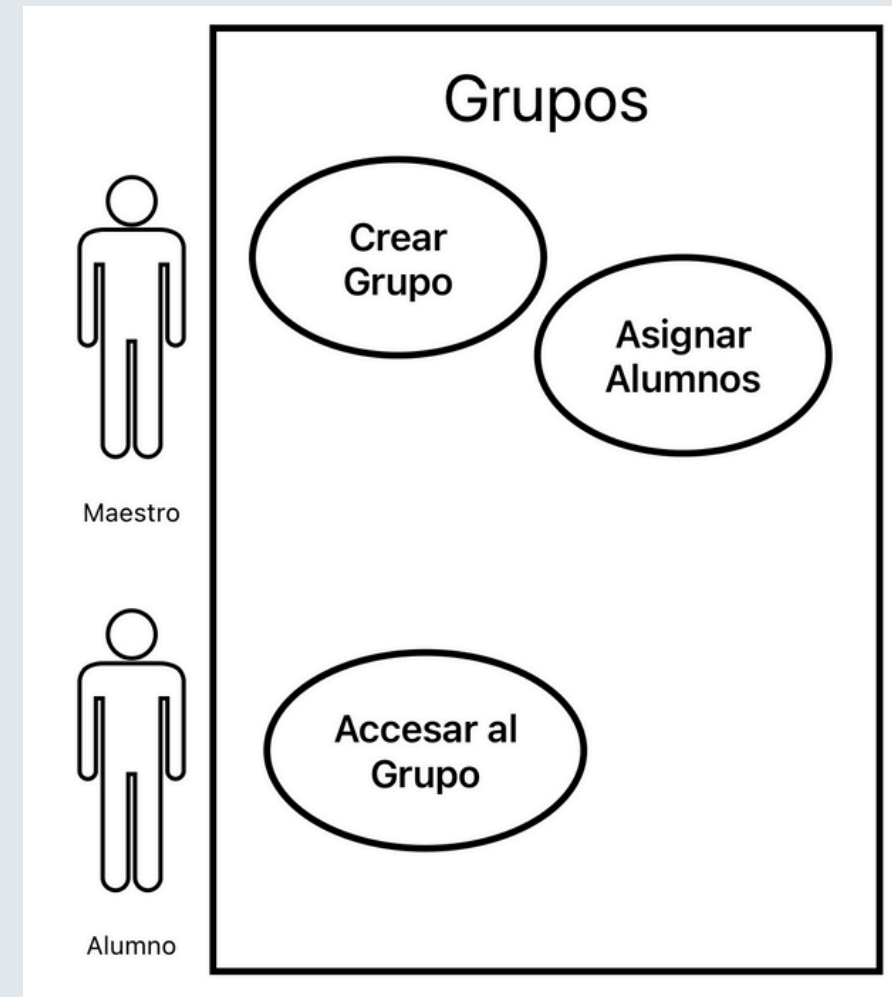 Grupos
Crear
Grupo
Asignar
Alumnos
Maestro
Accesar al
Grupo
Alumno